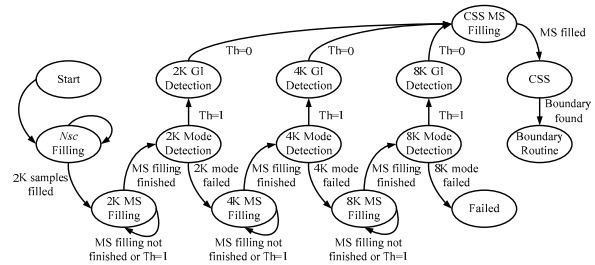 CSS MS
Filling
MS filled
Th=0
Th=0
Th=0
Start
2K GI
Detection
4K GI
Detection
8K GI
Detection
CSS
Th=1
Th=1
Th=1
Boundary
found
Nsc
Filling
2K Mode
Detection
4K Mode
Detection
8K Mode
Detection
Boundary
Routine
2K samples
filled
MS filling
finished
2K mode
failed
MS filling
finished
4K mode
failed
MS filling
finished
8K mode
failed
2K MS
Filling
4K MS
Filling
8K MS
Filling
Failed
MS filling not
finished or Th=1
MS filling not
finished or Th=1
MS filling not
finished or Th=1